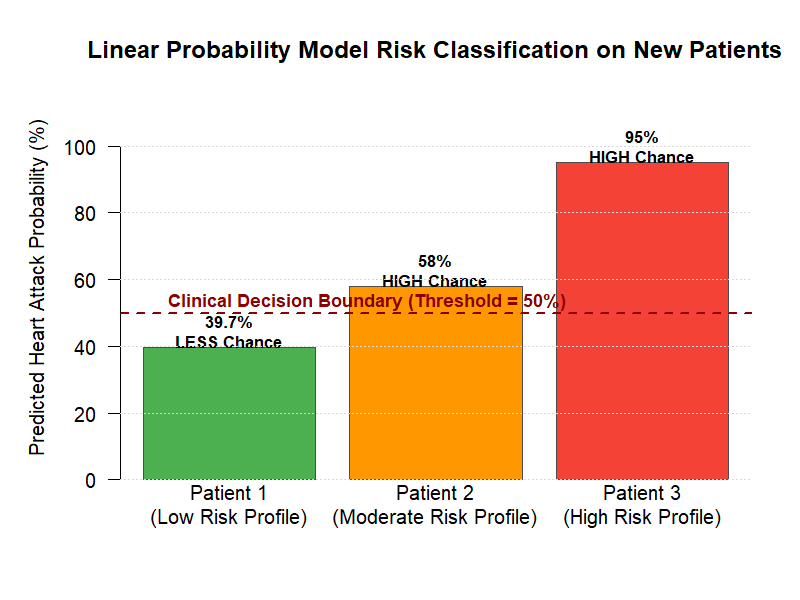 Linear Probability Model Risk Classification on New Patients
Predicted Heart Attack Probability (%)
100
80
60
40
20
0
95%
HIGH Chance
58%
HIGH Chance
Clinical Decision Boundary (Threshold = 50%)
39.7%
LESS Chance
Patient 1
(Low Risk Profile)
Patient 2
(Moderate Risk Profile)
Patient 3
(High Risk Profile)